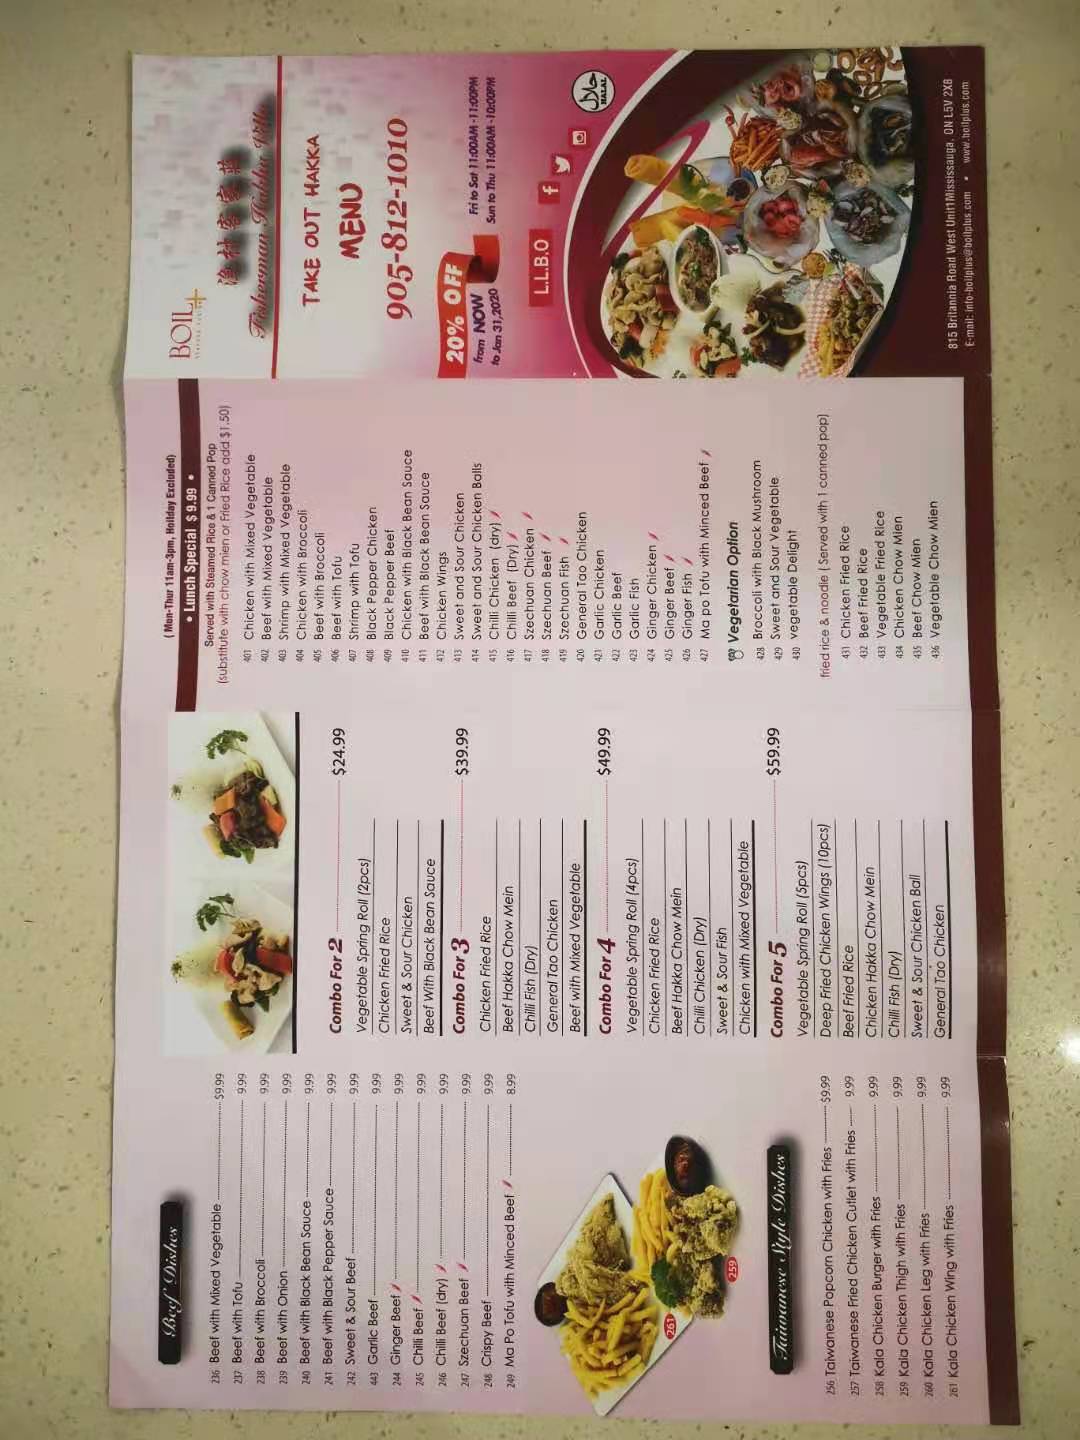 Beef Dishes
236 Beef with Mixed Vegetable $9.99
237 Beef with Tofu 9.99
238 Beef with Broccoli 9.99
239 Beef with Onion 9.99
240 Beef with Black Bean Sauce 9.99
241 Beef with Black Pepper Sauce 9.99
242 Sweet & Sour Beef 9.99
443 Garlic Beef 9.99
244 Ginger Beef 9.99
245 Chilli Beef 9.99
246 Chilli Beef (dry) 9.99
247 Szechuan Beef 9.99
248 Crispy Beef 9.99
249 Ma Po Tofu with Minced Beef 8.99
261
259
Taiwanese Style Dishes
256 Taiwanese Popcorn Chicken with Fries $9.99
257 Taiwanese Fried Chicken Cutlet with Fries 9.99
258 Kala Chicken Burger with Fries 9.99
259 Kala Chicken Thigh with Fries 9.99
260 Kala Chicken Leg with Fries 9.99
261 Kala Chicken Wing with Fries 9.99
Combo For 2 $24.99
Vegetable Spring Roll (2pcs)
Chicken Fried Rice
Sweet & Sour Chicken
Beef With Black Bean Sauce
Combo For 3 $39.99
Chicken Fried Rice
Beef Hakka Chow Mein
Chilli Fish (Dry)
General Tao Chicken
Beef with Mixed Vegetable
Combo For 4 $49.99
Vegetable Spring Roll (4pcs)
Chicken Fried Rice
Beef Hakka Chow Mein
Chilli Chicken (Dry)
Sweet & Sour Fish
Chicken with Mixed Vegetable
Combo For 5 $59.99
Vegetable Spring Roll (5pcs)
Deep Fried Chicken Wings (10pcs)
Beef Fried Rice
Chicken Hakka Chow Mein
Chilli Fish (Dry)
Sweet & Sour Chicken Ball
General Tao Chicken
( Mon-Thur 11am-3pm, Holiday Excluded)
• Lunch Special $ 9.99 •
Served with Steamed Rice & 1 Canned Pop
(substitute with chow mien or Fried Rice add $1.50)
401 Chicken with Mixed Vegetable
402 Beef with Mixed Vegetable
403 Shrimp with Mixed Vegetable
404 Chicken with Broccoli
405 Beef with Broccoli
406 Beef with Tofu
407 Shrimp with Tofu
408 Black Pepper Chicken
409 Black Pepper Beef
410 Chicken with Black Bean Sauce
411 Beef with Black Bean Sauce
412 Chicken Wings
413 Sweet and Sour Chicken
414 Sweet and Sour Chicken Balls
415 Chilli Chicken (dry)
416 Chilli Beef (Dry)
417 Szechuan Chicken
418 Szechuan Beef
419 Szechuan Fish
420 General Tao Chicken
421 Garlic Chicken
422 Garlic Beef
423 Garlic Fish
424 Ginger Chicken
425 Ginger Beef
426 Ginger Fish
427 Ma po Tofu with Minced Beef
Vegetarian Option
428 Broccoli with Black Mushroom
429 Sweet and Sour Vegetable
430 vegetable Delight
fried rice & noodle ( Served with 1 canned pop)
431 Chicken Fried Rice
432 Beef Fried Rice
433 Vegetable Fried Rice
434 Chicken Chow Mien
435 Beef Chow Mien
436 Vegetable Chow Mien
BOIL+
渔村客家莊
Fisherman Hakka Villa
TAKE OUT HAKKA
MENU
905-812-1010
20% OFF
from NOW
to Jan 31,2020
Fri to Sat 11:00AM -11:00PM
Sun to Thu 11:00AM -10:00PM
L.L.B.O
حلال
HALAL
815 Britannia Road West Unit1Mississauga, ON L5V 2X8
E-mail: info-boilplus@boilplus.com • www.boilplus.com